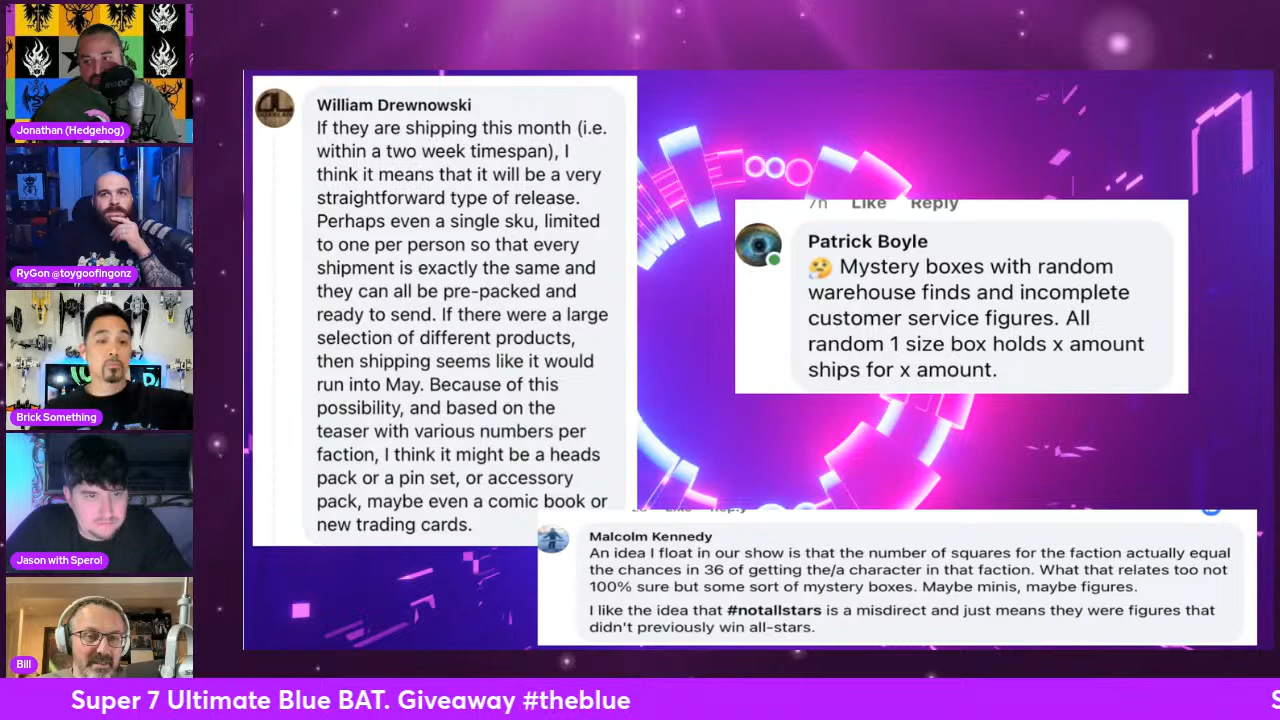 Jonathan (Hedgehog)
RyGon @toygoofingonz
Brick Something
Jason with Spero!
Bill
William Drewnowski
If they are shipping this month (i.e.
within a two week timespan), I
think it means that it will be a very
straightforward type of release.
Perhaps even a single sku, limited
to one per person so that every
shipment is exactly the same and
they can all be pre-packed and
ready to send. If there were a large
selection of different products,
then shipping seems like it would
run into May. Because of this
possibility, and based on the
teaser with various numbers per
faction, I think it might be a heads
pack or a pin set, or accessory
pack, maybe even a comic book or
new trading cards.
7h Like Reply
Patrick Boyle
🤔 Mystery boxes with random
warehouse finds and incomplete
customer service figures. All
random 1 size box holds x amount
ships for x amount.
Malcolm Kennedy
An idea I float in our show is that the number of squares for the faction actually equal
the chances in 36 of getting the/a character in that faction. What that relates too not
100% sure but some sort of mystery boxes. Maybe minis, maybe figures.
I like the idea that #notallstars is a misdirect and just means they were figures that
didn't previously win all-stars.
Super 7 Ultimate Blue BAT. Giveaway #theblue